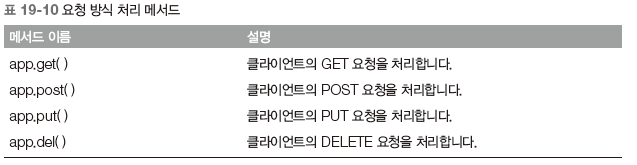 표 19-10 요청 방식 처리 메서드
메서드 이름 설명
app.get( ) 클라이언트의 GET 요청을 처리합니다.
app.post( ) 클라이언트의 POST 요청을 처리합니다.
app.put( ) 클라이언트의 PUT 요청을 처리합니다.
app.del( ) 클라이언트의 DELETE 요청을 처리합니다.